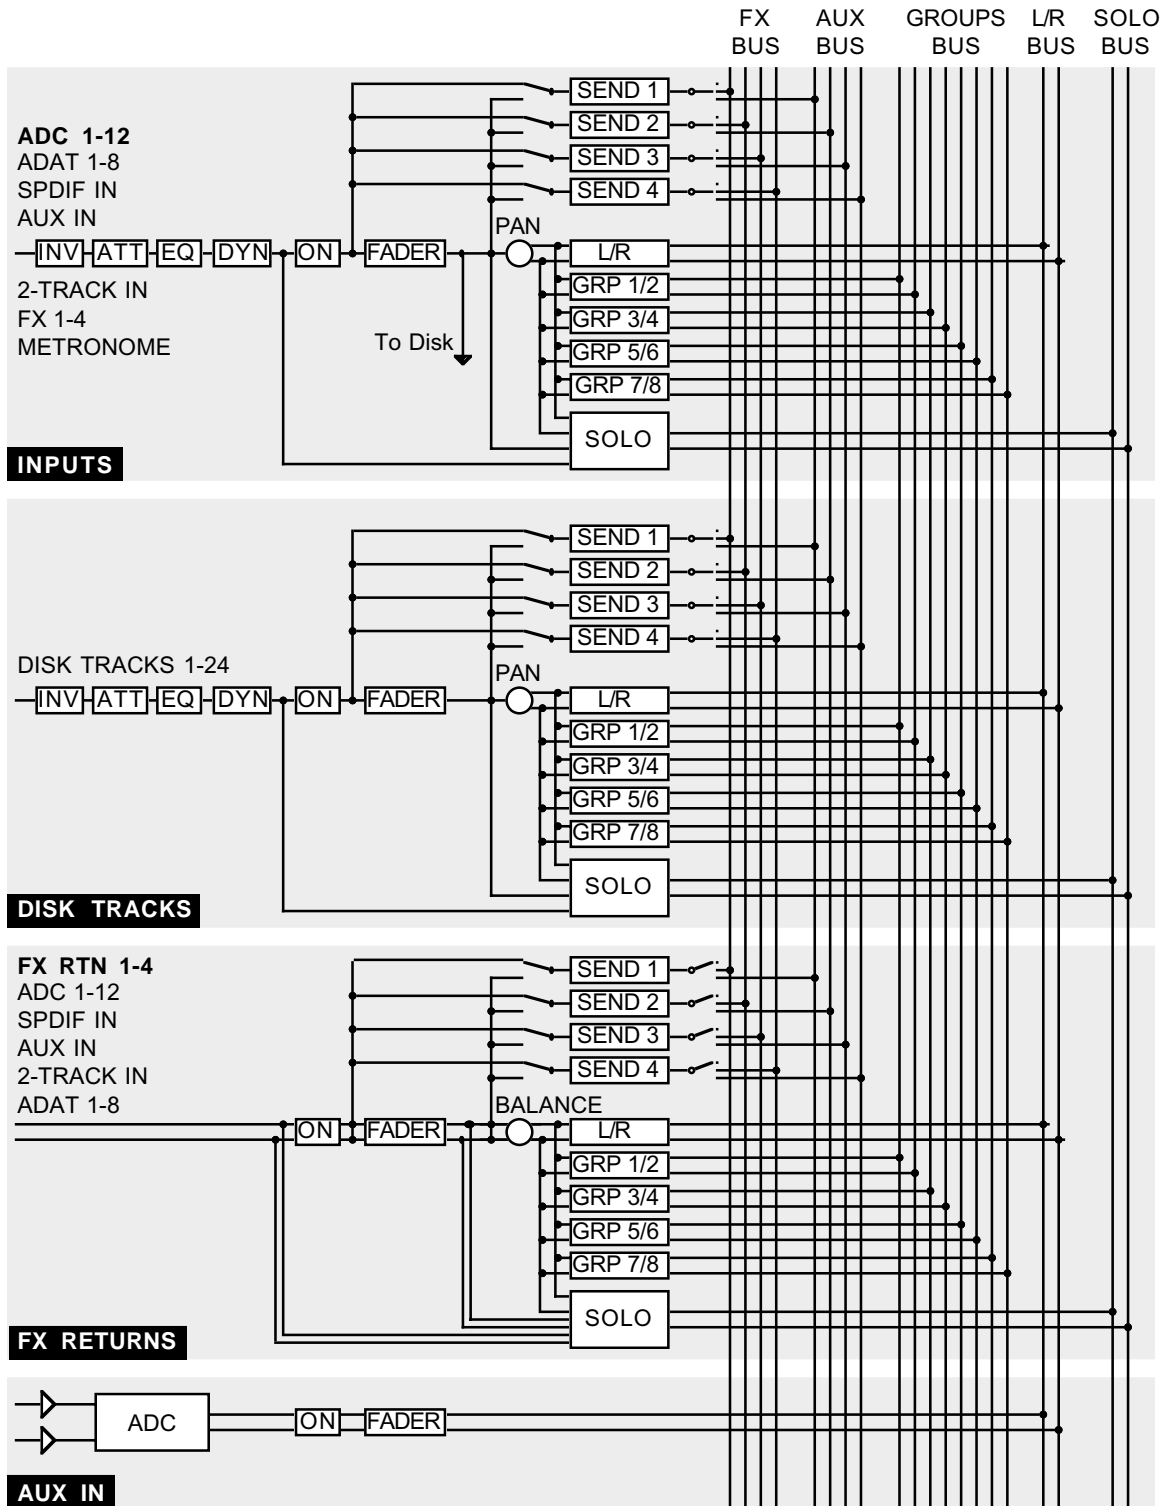 FX AUX GROUPS L/R SOLO
BUS BUS BUS BUS BUS
SEND 1
ADC 1-12
SEND 2
ADAT 1-8
SEND 3
SPDIF IN
SEND 4
AUX IN
PAN
INV ATT EQ DYN ON FADER L/R
2-TRACK IN
GRP 1/2
FX 1-4
GRP 3/4
METRONOME
To Disk
GRP 5/6
GRP 7/8
SOLO
INPUTS
SEND 1
SEND 2
SEND 3
SEND 4
DISK TRACKS 1-24
PAN
INV ATT EQ DYN ON FADER L/R
GRP 1/2
GRP 3/4
GRP 5/6
GRP 7/8
SOLO
DISK TRACKS
FX RTN 1-4
SEND 1
ADC 1-12
SEND 2
SPDIF IN
SEND 3
AUX IN
2-TRACK IN
SEND 4
ADAT 1-8
BALANCE
ON FADER L/R
GRP 1/2
GRP 3/4
GRP 5/6
GRP 7/8
SOLO
FX RETURNS
ADC ON FADER
AUX IN